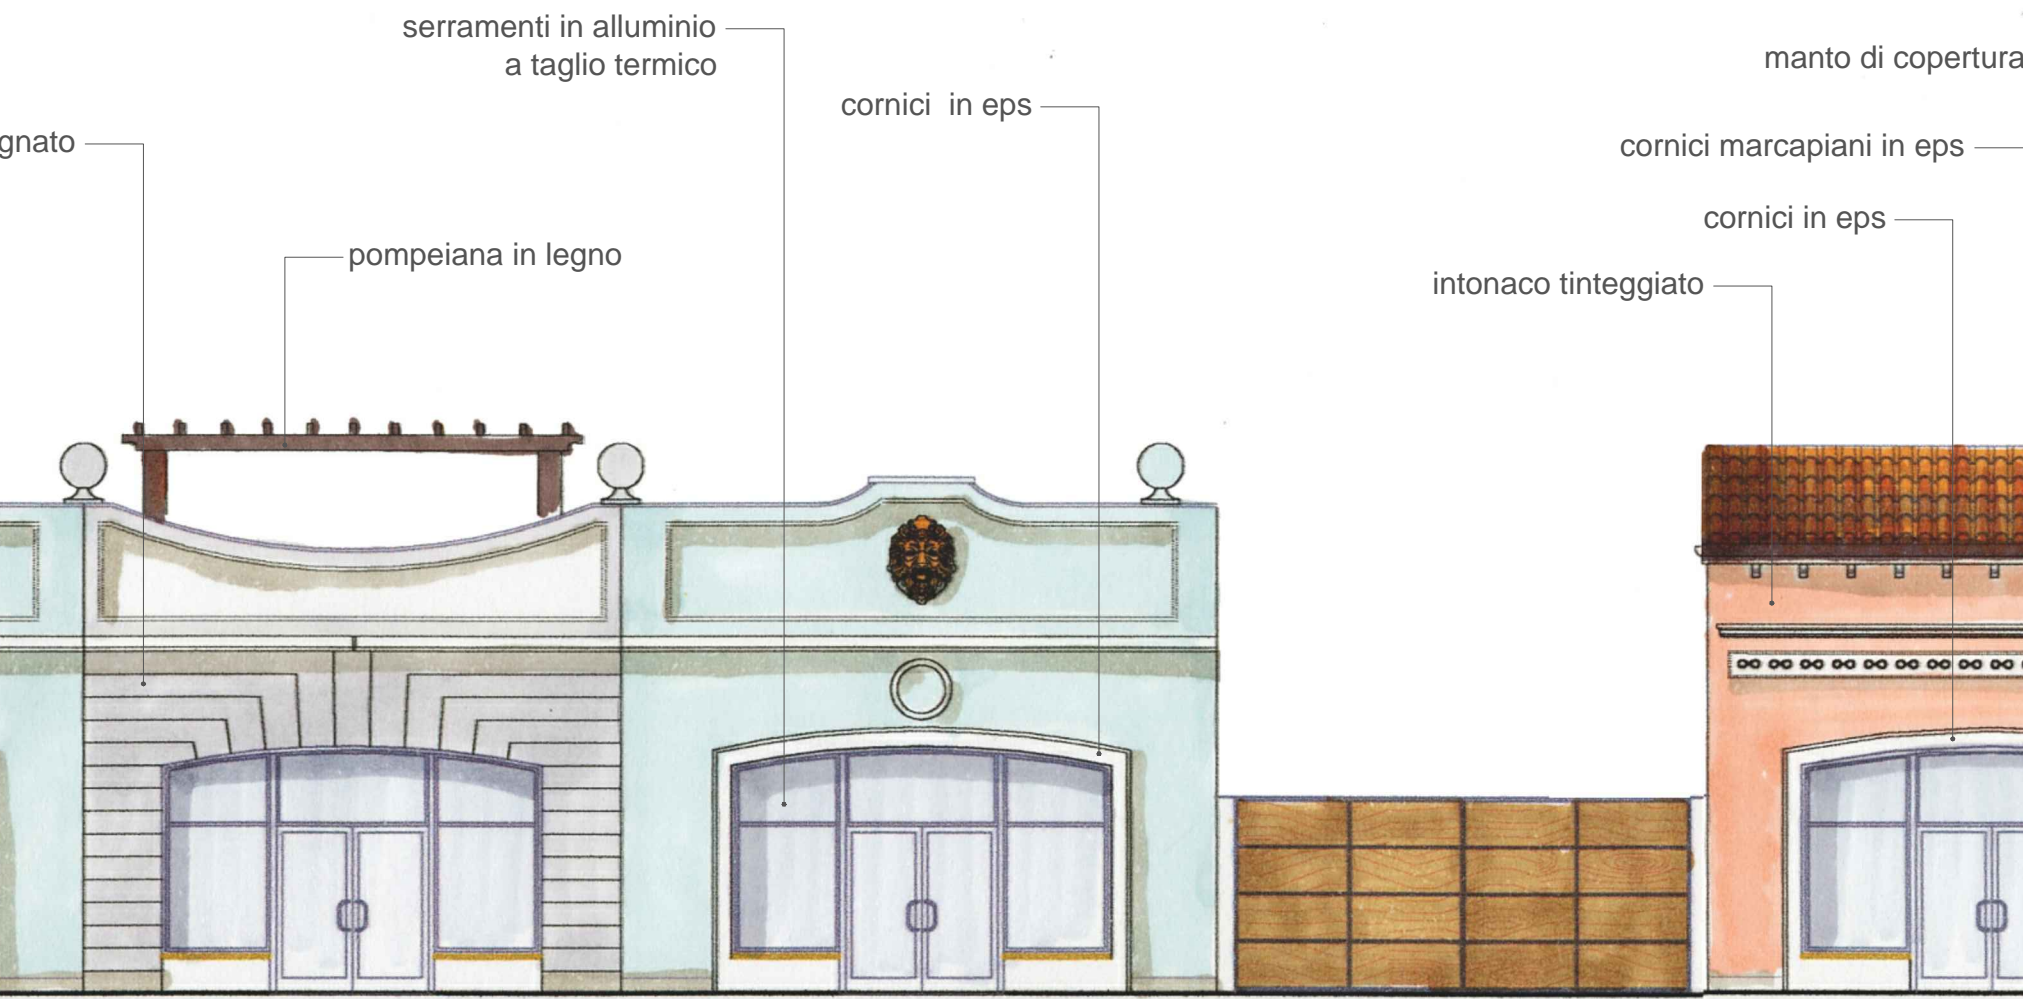 serramenti in alluminio
a taglio termico
manto di copertura
cornici in eps
gnato
cornici marcapiani in eps
cornici in eps
pompeiana in legno
intonaco tinteggiato